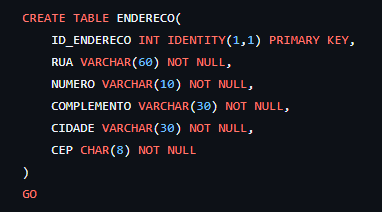 CREATE TABLE ENDERECO(
ID_ENDERECO INT IDENTITY(1,1) PRIMARY KEY,
RUA VARCHAR(60) NOT NULL,
NUMERO VARCHAR(10) NOT NULL,
COMPLEMENTO VARCHAR(30) NOT NULL,
CIDADE VARCHAR(30) NOT NULL,
CEP CHAR(8) NOT NULL
)
GO